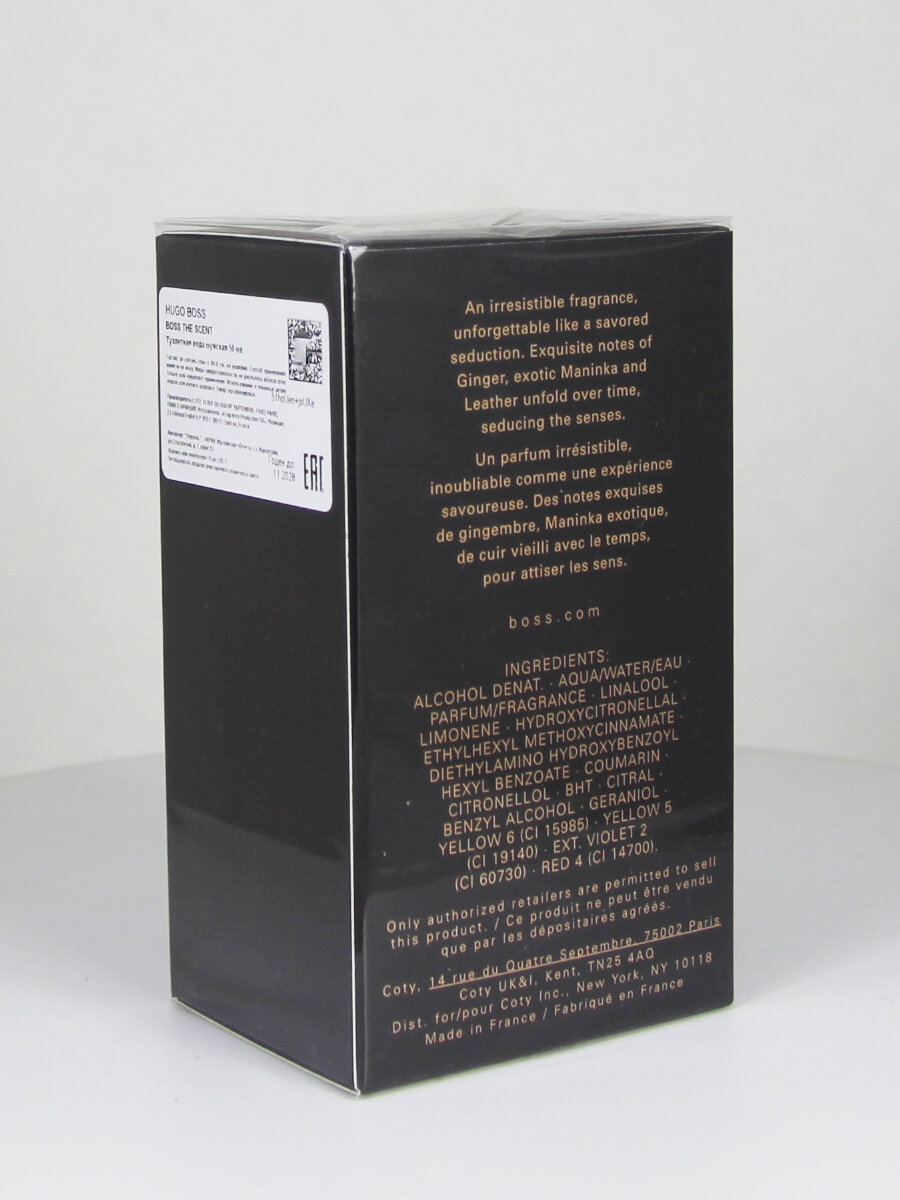 HUGO BOSS
BOSS THE SCENT
Туалетная вода мужская 50 мл
Годен до
11.2028
EAC
An irresistible fragrance,
unforgettable like a savored
seduction. Exquisite notes of
Ginger, exotic Maninka and
Leather unfold over time,
seducing the senses.
Un parfum irrésistible,
inoubliable comme une expérience
savoureuse. Des notes exquises
de gingembre, Maninka exotique,
de cuir vieilli avec le temps,
pour attiser les sens.
boss.com
INGREDIENTS:
ALCOHOL DENAT. · AQUA/WATER/EAU ·
PARFUM/FRAGRANCE · LINALOOL ·
LIMONENE · HYDROXYCITRONELLAL ·
ETHYLHEXYL METHOXYCINNAMATE ·
DIETHYLAMINO HYDROXYBENZOYL
HEXYL BENZOATE · COUMARIN ·
CITRONELLOL · BHT · CITRAL ·
BENZYL ALCOHOL · GERANIOL ·
YELLOW 6 (CI 15985) · YELLOW 5
(CI 19140) · EXT. VIOLET 2
(CI 60730) · RED 4 (CI 14700).
Only authorized retailers are permitted to sell
this product. / Ce produit ne peut être vendu
que par les dépositaires agréés.
Coty, 14 rue du Quatre Septembre, 75002 Paris
Coty UK&I, Kent, TN25 4AQ
Dist. for/pour Coty Inc., New York, NY 10118
Made in France / Fabriqué en France